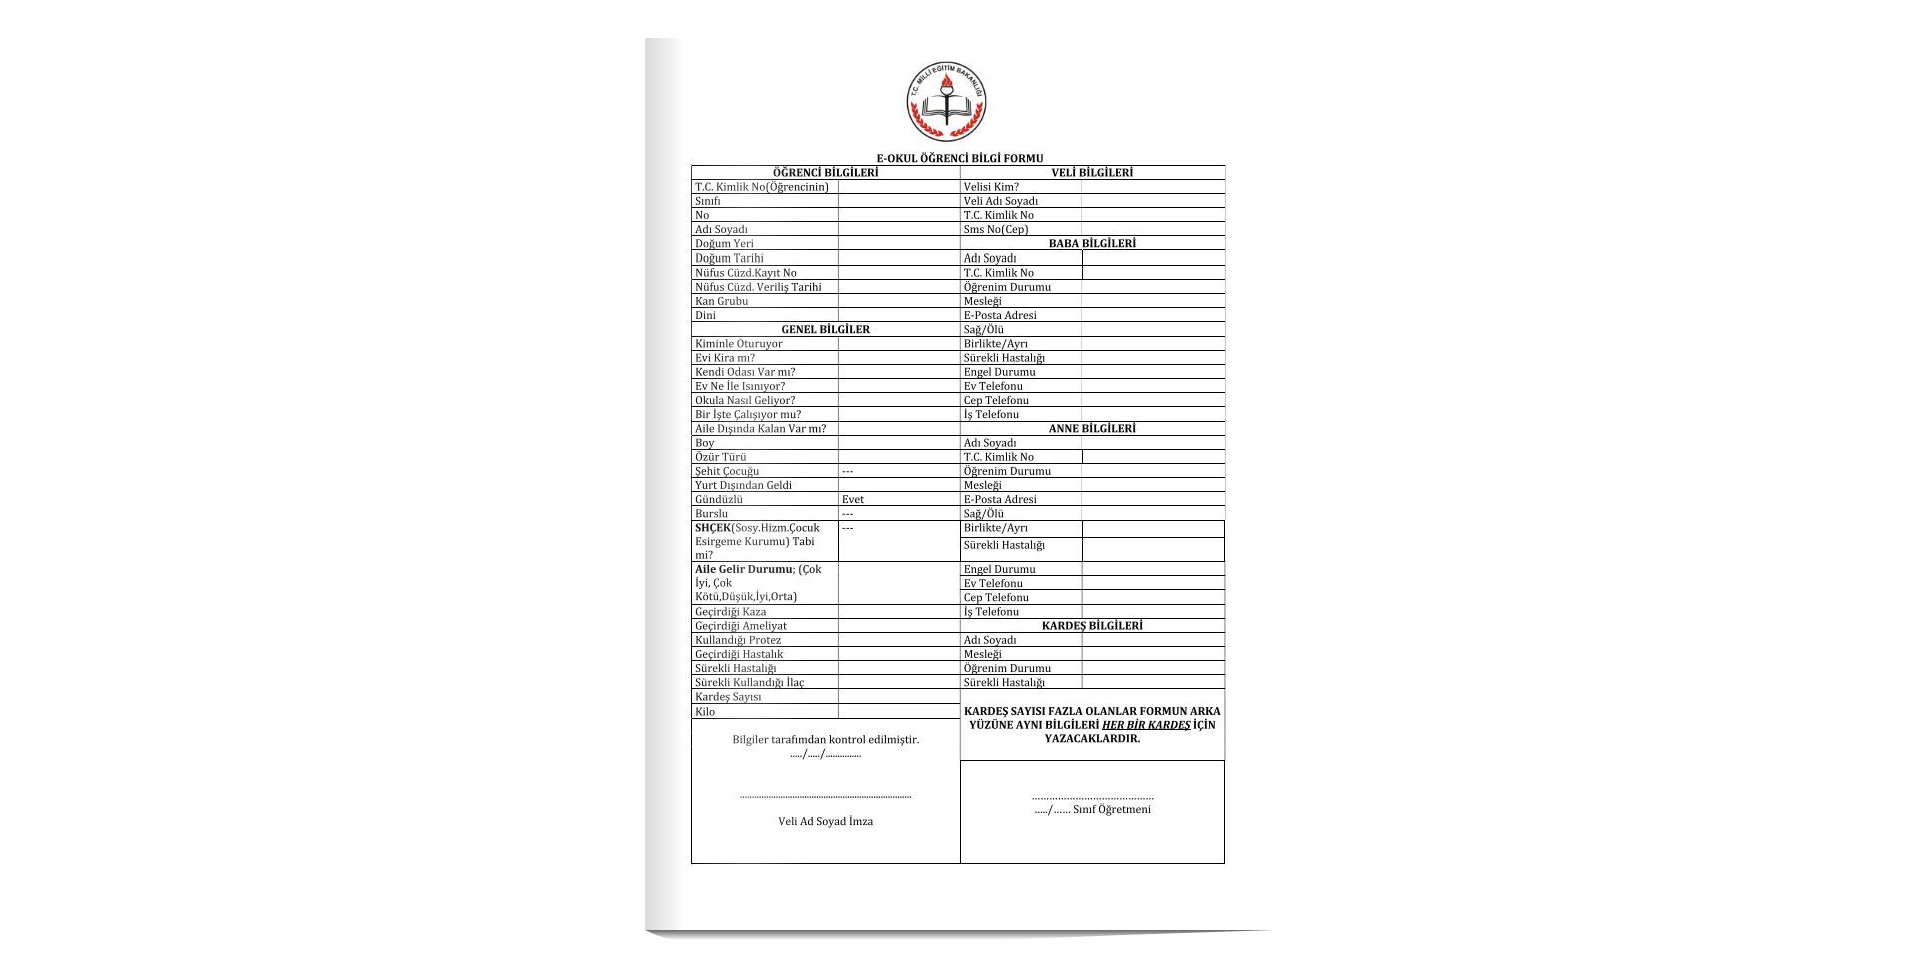 T.C. MİLLİ EĞİTİM BAKANLIĞI
E-OKUL ÖĞRENCİ BİLGİ FORMU
ÖĞRENCİ BİLGİLERİ
T.C. Kimlik No(Öğrencinin)
Sınıfı
No
Adı Soyadı
Doğum Yeri
Doğum Tarihi
Nüfus Cüzd.Kayıt No
Nüfus Cüzd. Veriliş Tarihi
Kan Grubu
Dini
GENEL BİLGİLER
Kiminle Oturuyor
Evi Kira mı?
Kendi Odası Var mı?
Ev Ne İle Isınıyor?
Okula Nasıl Geliyor?
Bir İşte Çalışıyor mu?
Aile Dışında Kalan Var mı?
Boy
Özür Türü
Şehit Çocuğu ---
Yurt Dışından Geldi
Gündüzlü Evet
Burslu ---
SHÇEK(Sosy.Hizm.Çocuk ---
Esirgeme Kurumu) Tabi
mi?
Aile Gelir Durumu; (Çok
İyi, Çok
Kötü,Düşük,İyi,Orta)
Geçirdiği Kaza
Geçirdiği Ameliyat
Kullandığı Protez
Geçirdiği Hastalık
Sürekli Hastalığı
Sürekli Kullandığı İlaç
Kardeş Sayısı
Kilo
Bilgiler tarafımdan kontrol edilmiştir.
...../...../...............
........................................................................
Veli Ad Soyad İmza
VELİ BİLGİLERİ
Velisi Kim?
Veli Adı Soyadı
T.C. Kimlik No
Sms No(Cep)
BABA BİLGİLERİ
Adı Soyadı
T.C. Kimlik No
Öğrenim Durumu
Mesleği
E-Posta Adresi
Sağ/Ölü
Birlikte/Ayrı
Sürekli Hastalığı
Engel Durumu
Ev Telefonu
Cep Telefonu
İş Telefonu
ANNE BİLGİLERİ
Adı Soyadı
T.C. Kimlik No
Öğrenim Durumu
Mesleği
E-Posta Adresi
Sağ/Ölü
Birlikte/Ayrı
Sürekli Hastalığı
Engel Durumu
Ev Telefonu
Cep Telefonu
İş Telefonu
KARDEŞ BİLGİLERİ
Adı Soyadı
Mesleği
Öğrenim Durumu
Sürekli Hastalığı
KARDEŞ SAYISI FAZLA OLANLAR FORMUN ARKA
YÜZÜNE AYNI BİLGİLERİ HER BİR KARDEŞ İÇİN
YAZACAKLARDIR.
..........................................
...../...... Sınıf Öğretmeni